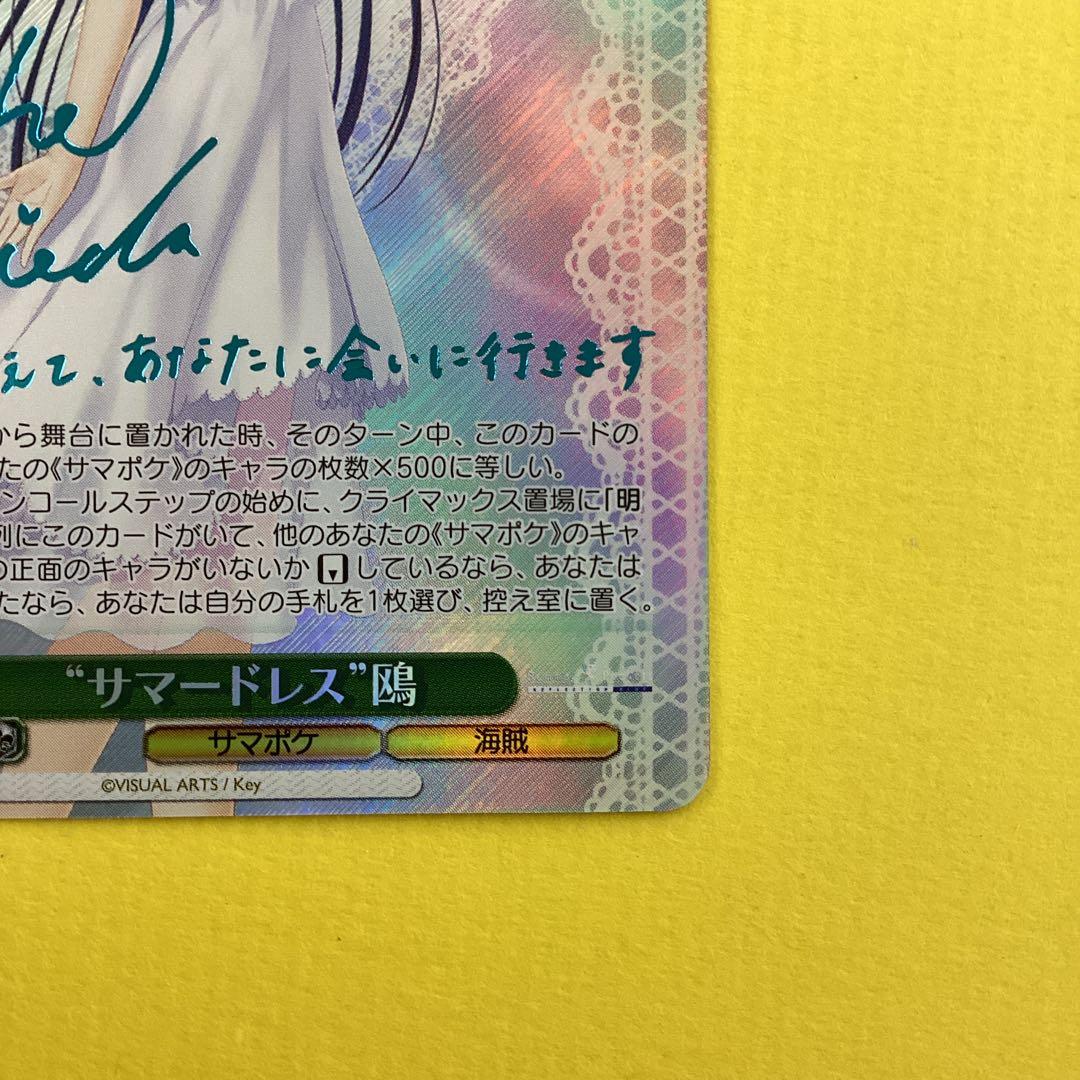 he
ieda
えて、あなたに会いに行きます
から舞台に置かれた時、そのターン中、このカードの
たの《サマポケ》のキャラの枚数×500に等しい。
ンコールステップの始めに、クライマックス置場に「明
列にこのカードがいて、他のあなたの《サマポケ》のキャ
の正面のキャラがいないかしているなら、あなたは
たなら、あなたは自分の手札を1枚選び、控え室に置く。
“サマードレス”鴎
REFLECTION BLUE
サマポケ 海賊
©VISUAL ARTS / Key